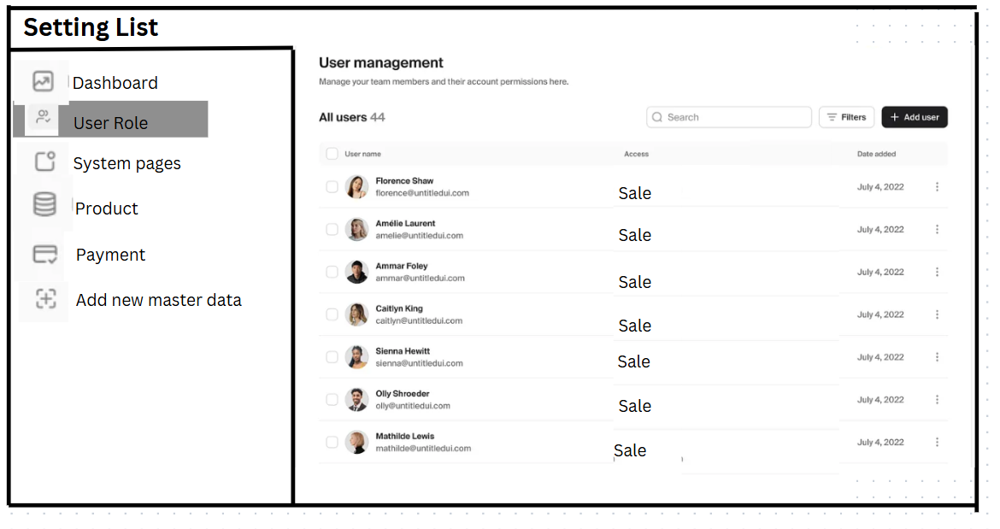 Setting List
Dashboard
User Role
System pages
Product
Payment
Add new master data
User management
Manage your team members and their account permissions here.
All users 44
Search
Filters
+ Add user
User name Access Date added
Florence Shaw
florence@untitledui.com
Sale
July 4, 2022
Amélie Laurent
amelie@untitledui.com
Sale
July 4, 2022
Ammar Foley
ammar@untitledui.com
Sale
July 4, 2022
Caitlyn King
caitlyn@untitledui.com
Sale
July 4, 2022
Sienna Hewitt
sienna@untitledui.com
Sale
July 4, 2022
Olly Shroeder
olly@untitledui.com
Sale
July 4, 2022
Mathilde Lewis
mathilde@untitledui.com
Sale
July 4, 2022